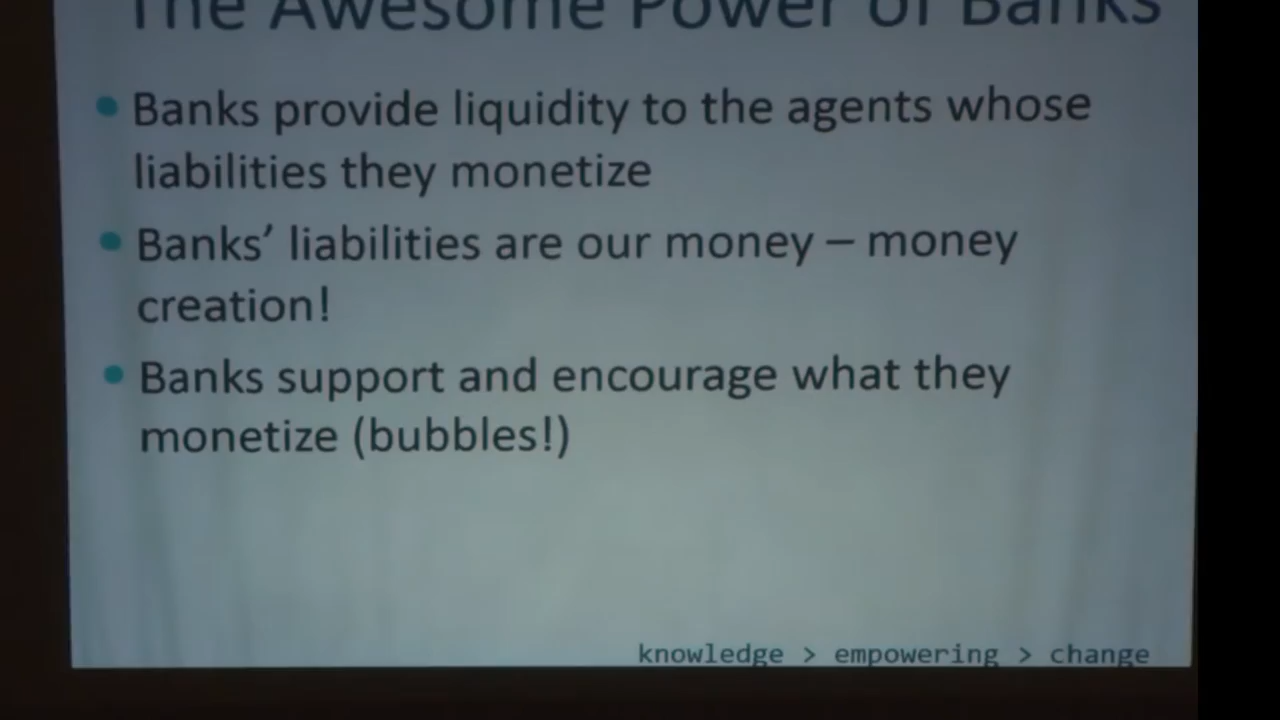 The Awesome Power of Banks
• Banks provide liquidity to the agents whose
liabilities they monetize
• Banks’ liabilities are our money – money
creation!
• Banks support and encourage what they
monetize (bubbles!)
knowledge > empowering > change